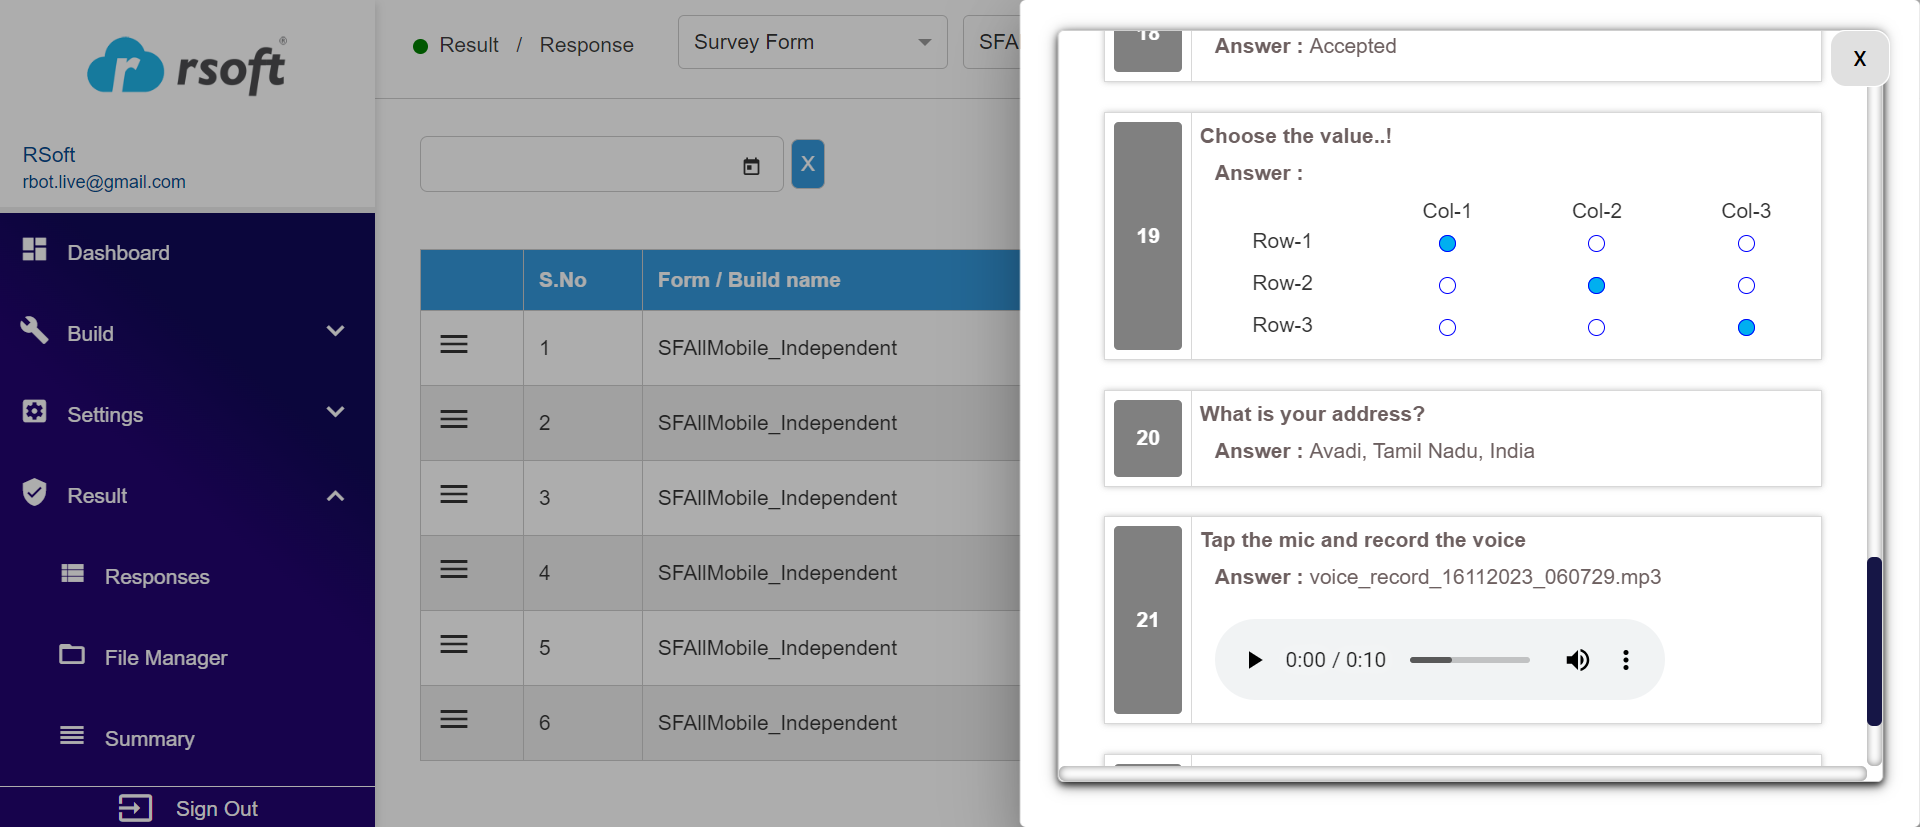 rsoft®
RSoft
rbot.live@gmail.com
Dashboard
Build
Settings
Result
Responses
File Manager
Summary
Sign Out
Result / Response
Survey Form
SFA
X
S.No
Form / Build name
1
SFAllMobile_Independent
2
SFAllMobile_Independent
3
SFAllMobile_Independent
4
SFAllMobile_Independent
5
SFAllMobile_Independent
6
SFAllMobile_Independent
X
18
Answer : Accepted
19
Choose the value..!
Answer :
Col-1 Col-2 Col-3
Row-1
Row-2
Row-3
20
What is your address?
Answer : Avadi, Tamil Nadu, India
21
Tap the mic and record the voice
Answer : voice_record_16112023_060729.mp3
0:00 / 0:10